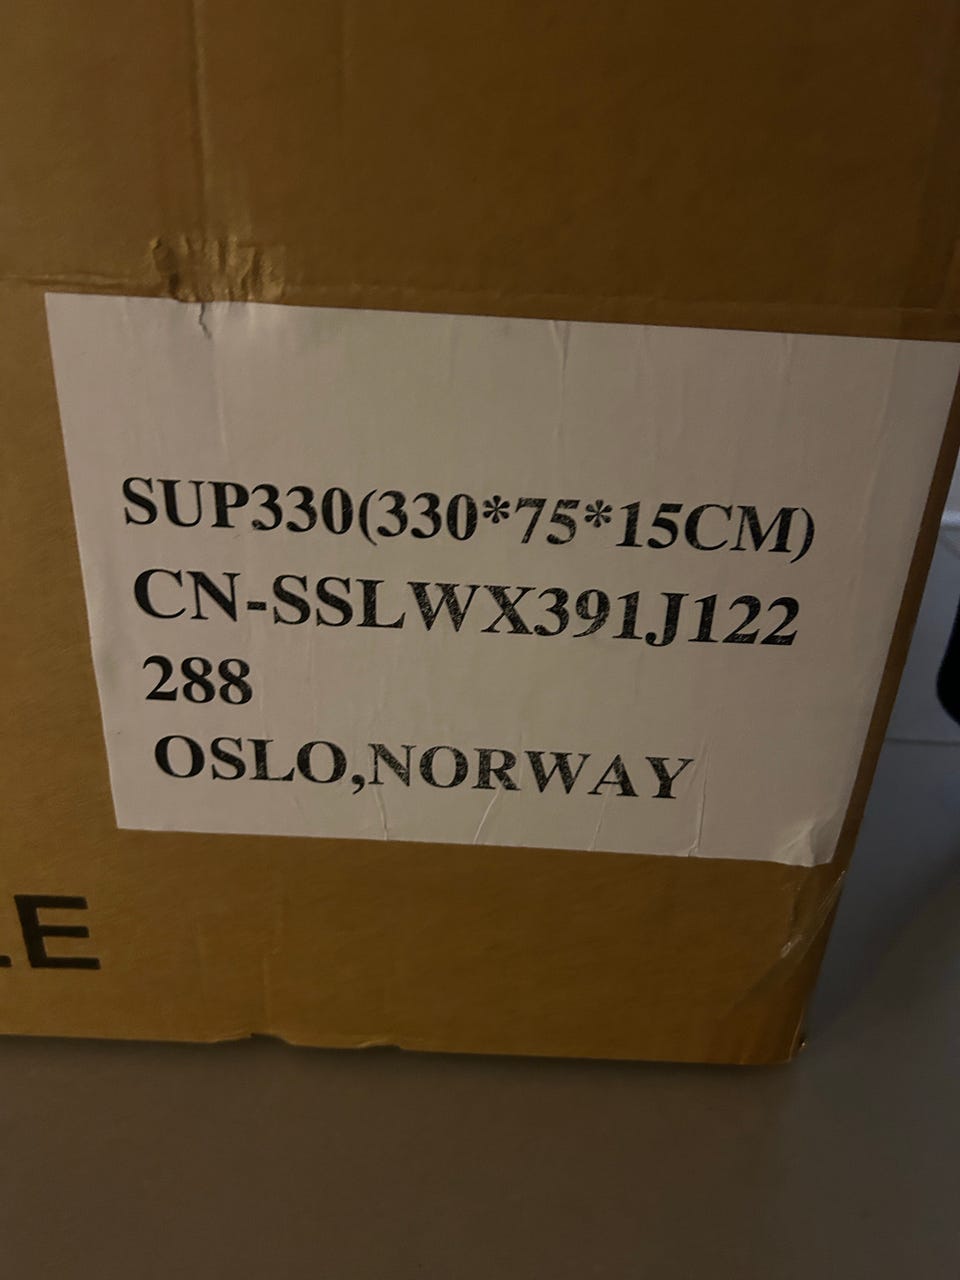 SUP330(330*75*15CM)
CN-SSLWX391J122
288
OSLO,NORWAY
E